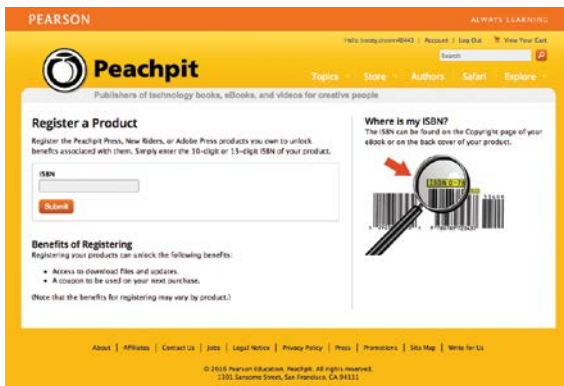 PEARSON
ALWAYS LEARNING
Account | Log Out View Your Cart
Search
Peachpit
Topics Store Authors Safari Explore
Publishers of technology books, eBooks, and videos for creative people
Register a Product
Register the Peachpit Press, New Riders, or Adobe Press products you own to unlock
benefits associated with them. Simply enter the 10-digit or 13-digit ISBN of your product.
ISBN
Submit
Benefits of Registering
Registering your products can unlock the following benefits:
• Access to download files and updates.
• A coupon to be used on your next purchase.
(Note that the benefits for registering may vary by product.)
Where is my ISBN?
The ISBN can be found on the Copyright page of your
eBook or on the back cover of your product.
About | Affiliates | Contact Us | Jobs | Legal Notice | Privacy Policy | Press | Promotions | Site Map | Write for Us
© 2016 Pearson Education, Peachpit. All rights reserved.
1301 Sansome Street, San Francisco, CA 94111